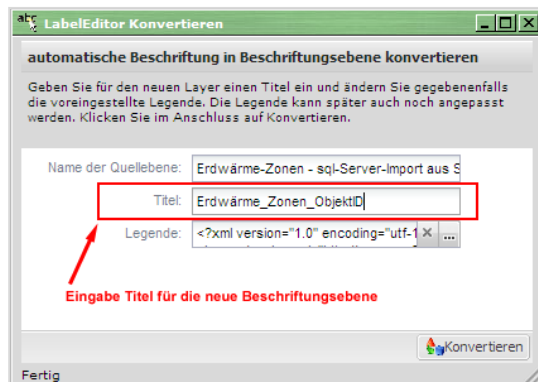 abc LabelEditor Konvertieren
automatische Beschriftung in Beschriftungsebene konvertieren
Geben Sie für den neuen Layer einen Titel ein und ändern Sie gegebenenfalls
die voreingestellte Legende. Die Legende kann später auch noch angepasst
werden. Klicken Sie im Anschluss auf Konvertieren.
Name der Quellebene: Erdwärme-Zonen - sql-Server-Import aus S
Titel: Erdwärme_Zonen_ObjektID
Legende: <?xml version="1.0" encoding="utf-1 ...
Eingabe Titel für die neue Beschriftungsebene
Konvertieren
Fertig